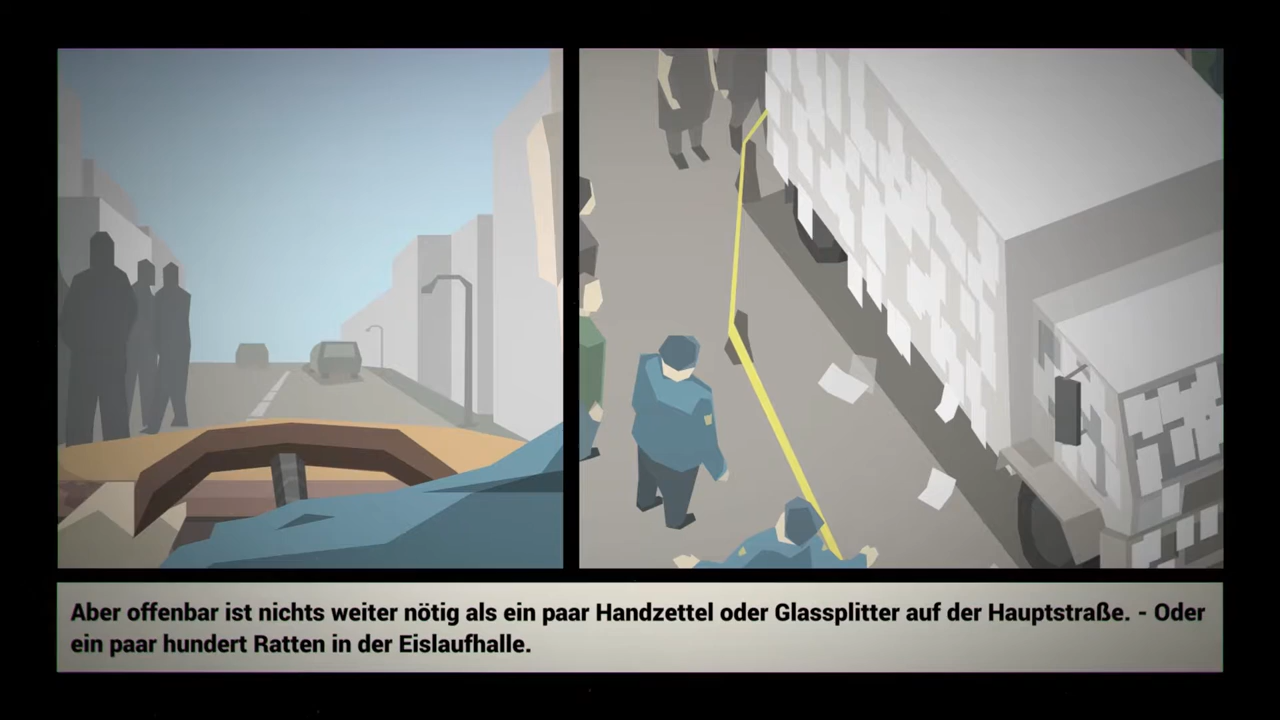 Aber offenbar ist nichts weiter nötig als ein paar Handzettel oder Glassplitter auf der Hauptstraße. - Oder
ein paar hundert Ratten in der Eislaufhalle.